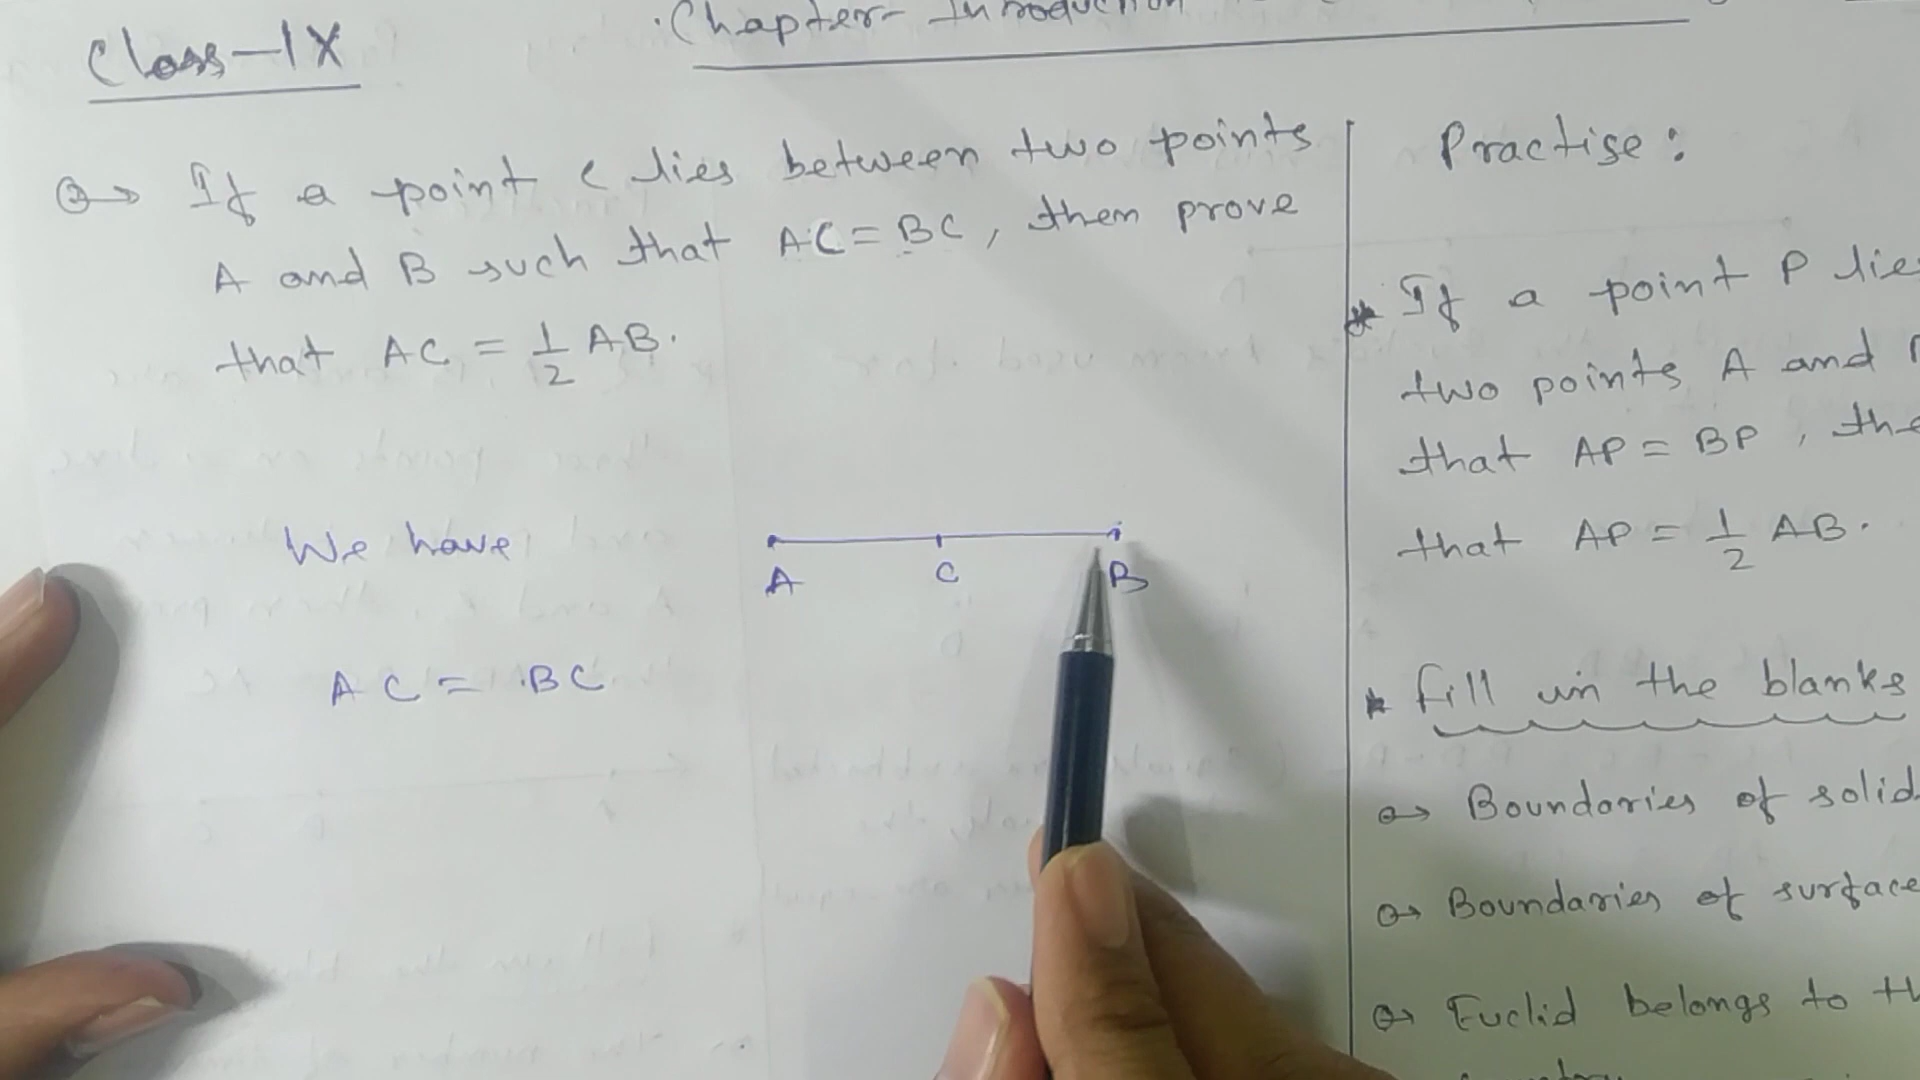 Class-IX
Chapter- Introduction
Q→ If a point C lies between two points
A and B such that AC=BC, then prove
that AC = 1/2 AB.
We have
A C B
AC = BC
Practise:
* If a point P lie
two points A and
that AP = BP, the
that AP = 1/2 AB.
* Fill in the blanks
Q→ Boundaries of solid
Q→ Boundaries of surface
Q→ Euclid belongs to th